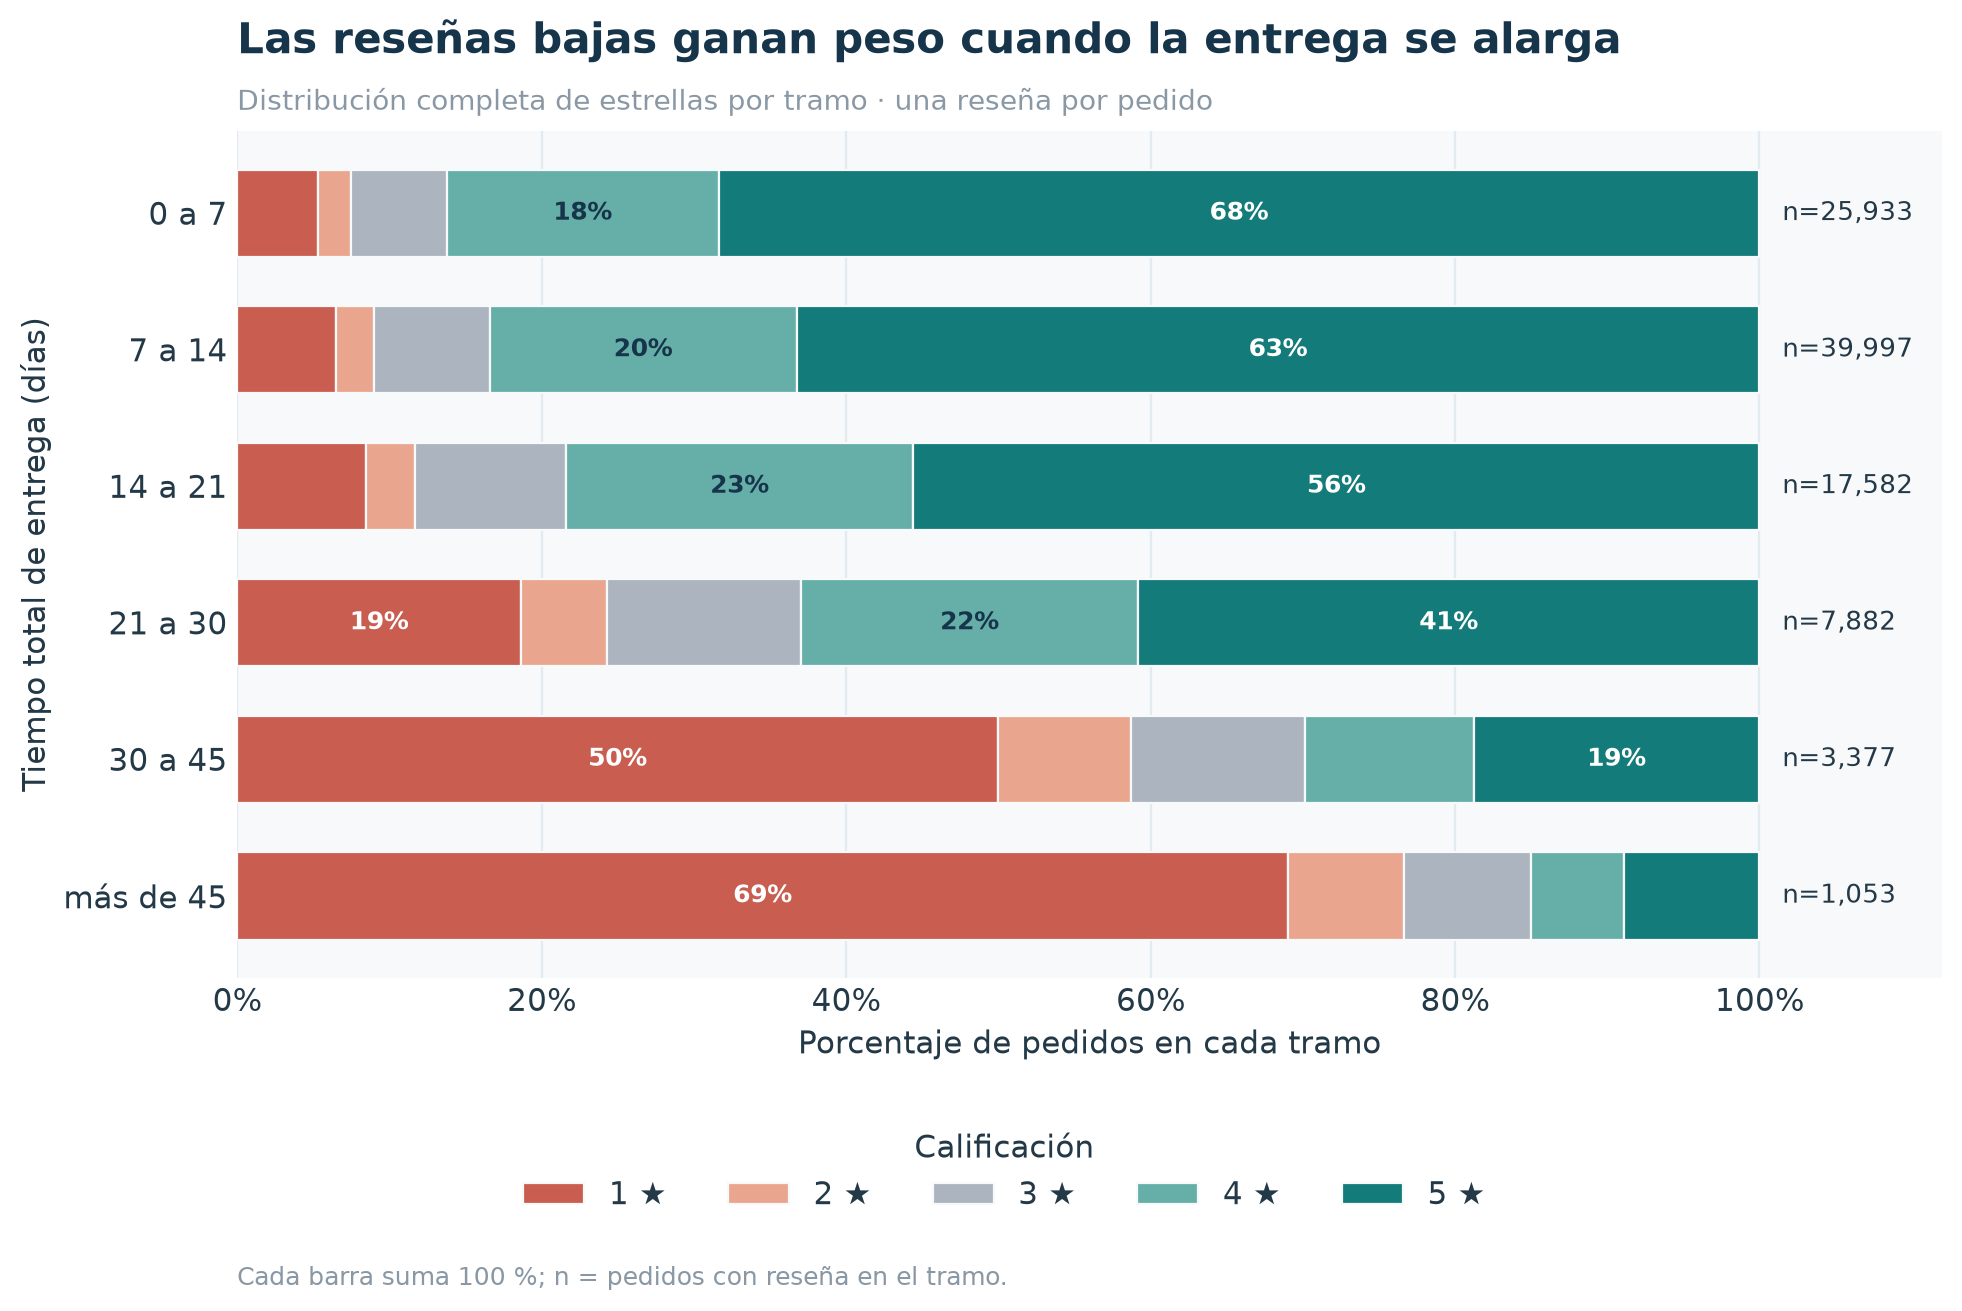 Las reseñas bajas ganan peso cuando la entrega se alarga
Distribución completa de estrellas por tramo · una reseña por pedido
Tiempo total de entrega (días)
0 a 7 18% 68% n=25,933
7 a 14 20% 63% n=39,997
14 a 21 23% 56% n=17,582
21 a 30 19% 22% 41% n=7,882
30 a 45 50% 19% n=3,377
más de 45 69% n=1,053
0% 20% 40% 60% 80% 100%
Porcentaje de pedidos en cada tramo
Calificación
1 ★ 2 ★ 3 ★ 4 ★ 5 ★
Cada barra suma 100 %; n = pedidos con reseña en el tramo.